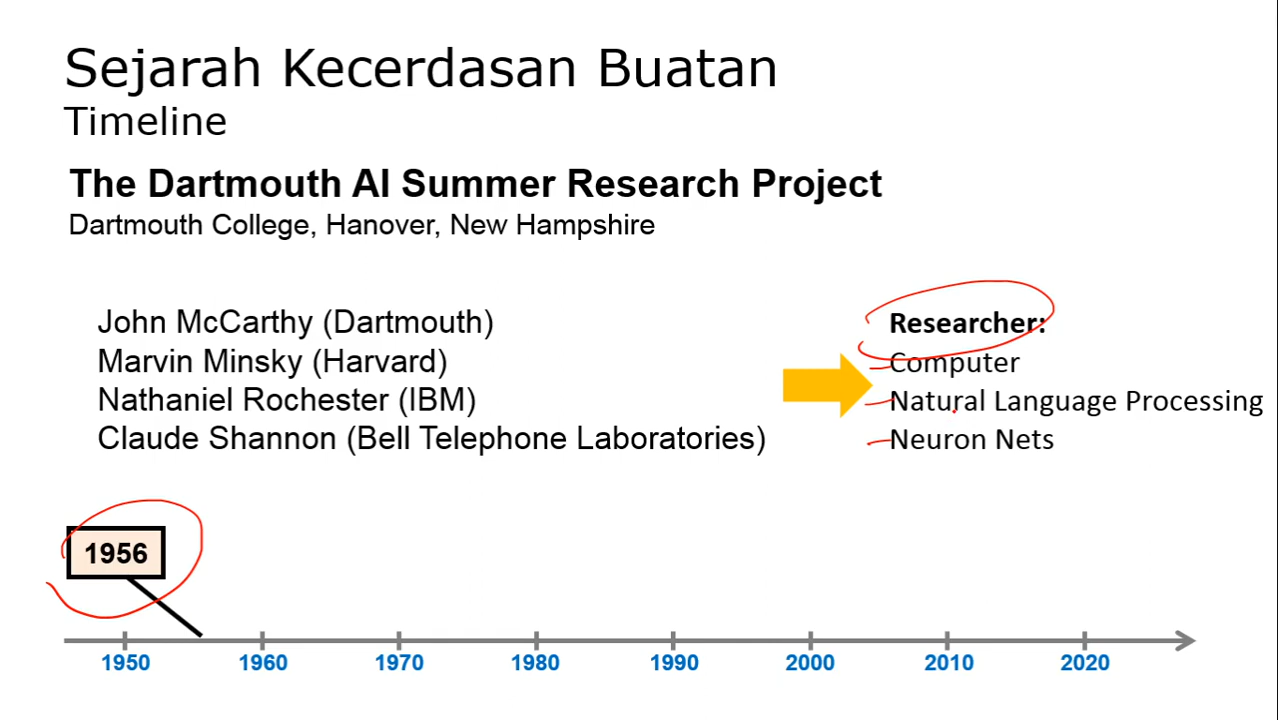 Sejarah Kecerdasan Buatan
Timeline
The Dartmouth AI Summer Research Project
Dartmouth College, Hanover, New Hampshire
John McCarthy (Dartmouth)
Marvin Minsky (Harvard)
Nathaniel Rochester (IBM)
Claude Shannon (Bell Telephone Laboratories)
Researcher:
Computer
Natural Language Processing
Neuron Nets
1956
1950 1960 1970 1980 1990 2000 2010 2020